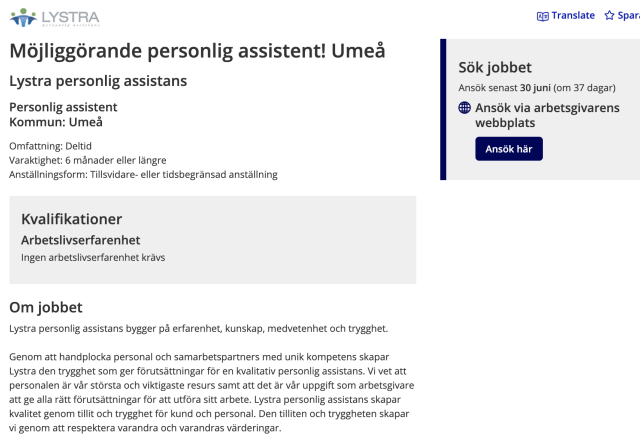 LYSTRA
personlig assistans
Translate
Spara
Möjliggörande personlig assistent! Umeå
Lystra personlig assistans
Personlig assistent
Kommun: Umeå
Omfattning: Deltid
Varaktighet: 6 månader eller längre
Anställningsform: Tillsvidare- eller tidsbegränsad anställning
Kvalifikationer
Arbetslivserfarenhet
Ingen arbetslivserfarenhet krävs
Om jobbet
Lystra personlig assistans bygger på erfarenhet, kunskap, medvetenhet och trygghet.
Genom att handplocka personal och samarbetspartners med unik kompetens skapar
Lystra den trygghet som ger förutsättningar för en kvalitativ personlig assistans. Vi vet att
personalen är vår största och viktigaste resurs samt att det är vår uppgift som arbetsgivare
att ge alla rätt förutsättningar för att utföra sitt arbete. Lystra personlig assistans skapar
kvalitet genom tillit och trygghet för kund och personal. Den tilliten och tryggheten skapar
vi genom att respektera varandra och varandras värderingar.
Sök jobbet
Ansök senast 30 juni (om 37 dagar)
Ansök via arbetsgivarens
webbplats
Ansök här